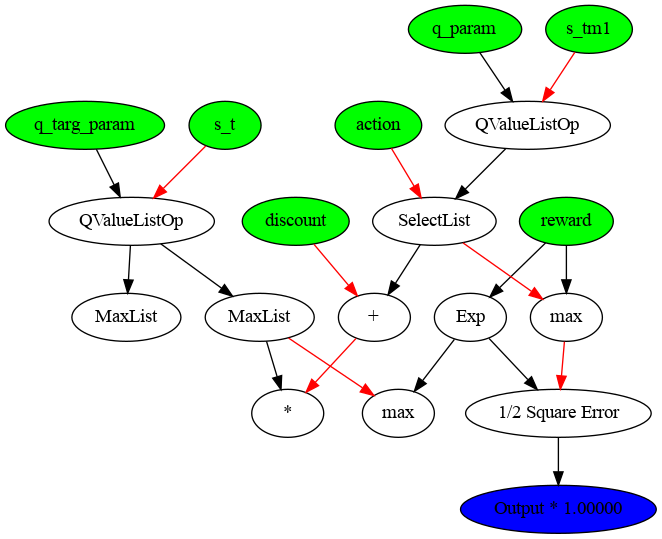 q_param
s_tm1
q_targ_param
s_t
action
QValueListOp
QValueListOp
discount
SelectList
reward
MaxList
MaxList
+
Exp
max
*
max
1/2 Square Error
Output * 1.00000